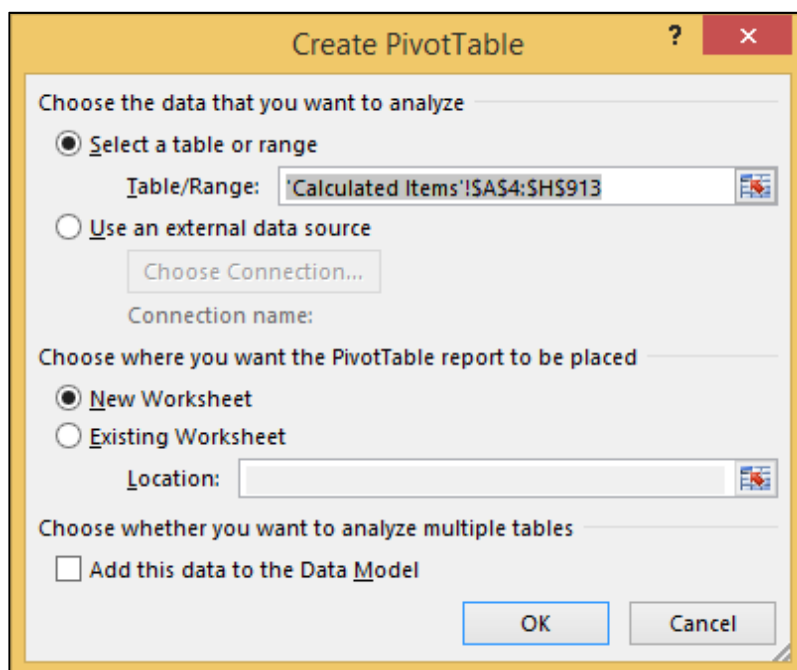 Create PivotTable
?
Choose the data that you want to analyze
Select a table or range
Table/Range: 'Calculated Items'!$A$4:$H$913
Use an external data source
Choose Connection...
Connection name:
Choose where you want the PivotTable report to be placed
New Worksheet
Existing Worksheet
Location:
Choose whether you want to analyze multiple tables
Add this data to the Data Model
OK Cancel